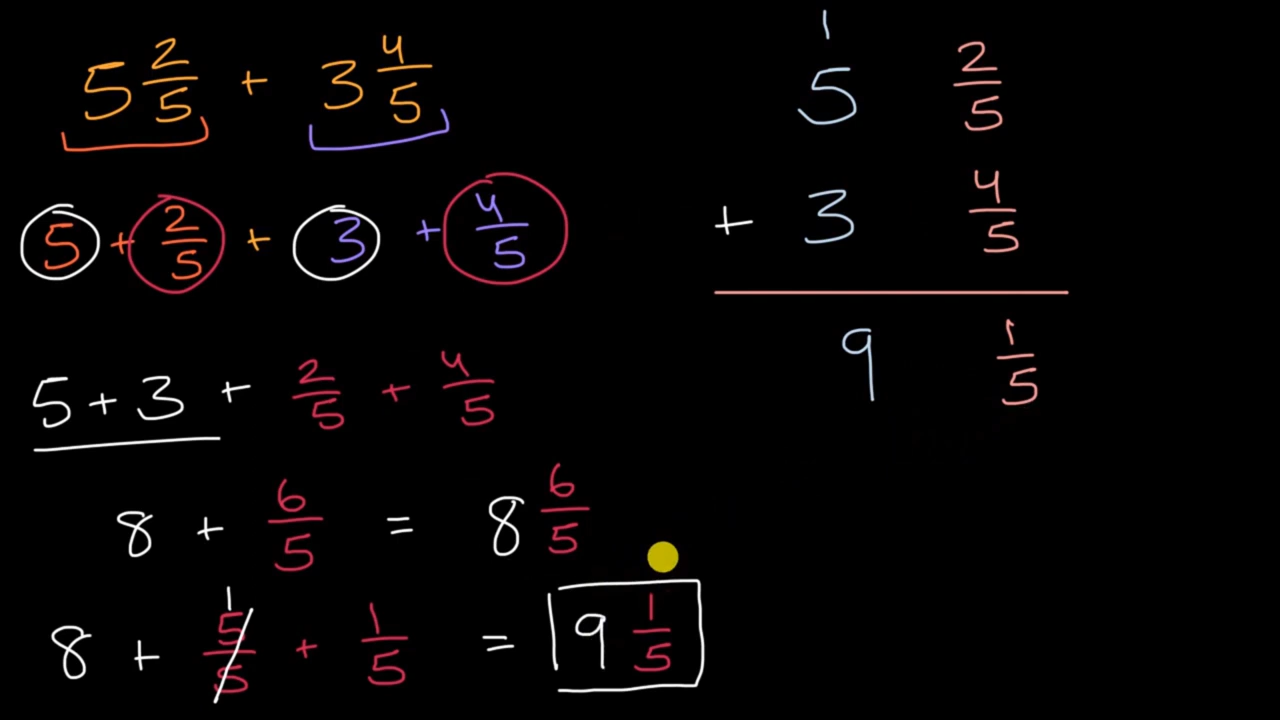 5 2/5 + 3 4/5
5 + 2/5 + 3 + 4/5
5 + 3 + 2/5 + 4/5
8 + 6/5 = 8 6/5
1
8 + 5/5 + 1/5 = 9 1/5
1
5 2/5
+ 3 4/5
9 1/5